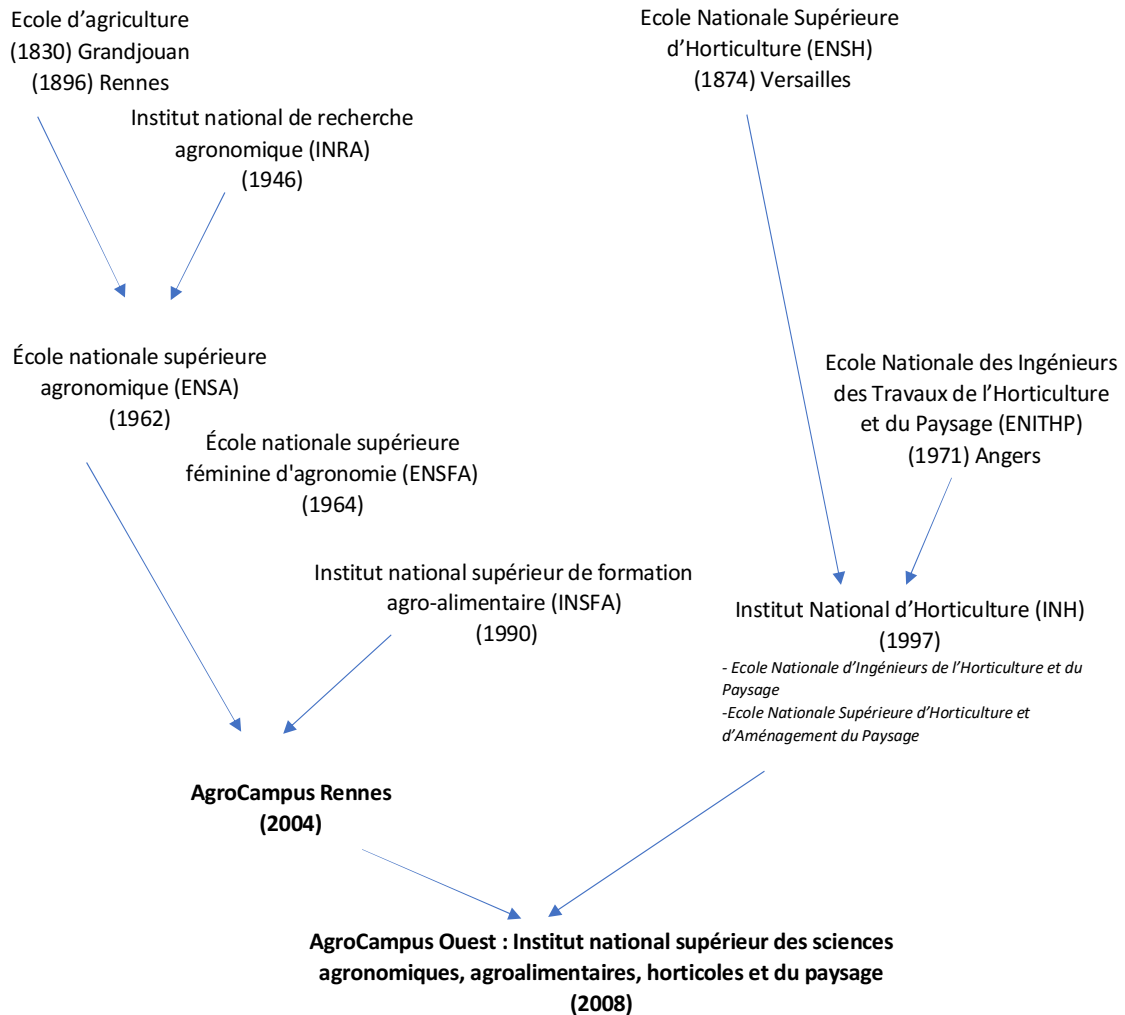 Ecole d’agriculture
(1830) Grandjouan
(1896) Rennes
Institut national de recherche
agronomique (INRA)
(1946)
Ecole Nationale Supérieure
d’Horticulture (ENSH)
(1874) Versailles
École nationale supérieure
agronomique (ENSA)
(1962)
École nationale supérieure
féminine d'agronomie (ENSFA)
(1964)
Ecole Nationale des Ingénieurs
des Travaux de l’Horticulture
et du Paysage (ENITHP)
(1971) Angers
Institut national supérieur de formation
agro-alimentaire (INSFA)
(1990)
Institut National d’Horticulture (INH)
(1997)
- Ecole Nationale d’Ingénieurs de l’Horticulture et du
Paysage
-Ecole Nationale Supérieure d’Horticulture et
d’Aménagement du Paysage
AgroCampus Rennes
(2004)
AgroCampus Ouest : Institut national supérieur des sciences
agronomiques, agroalimentaires, horticoles et du paysage
(2008)